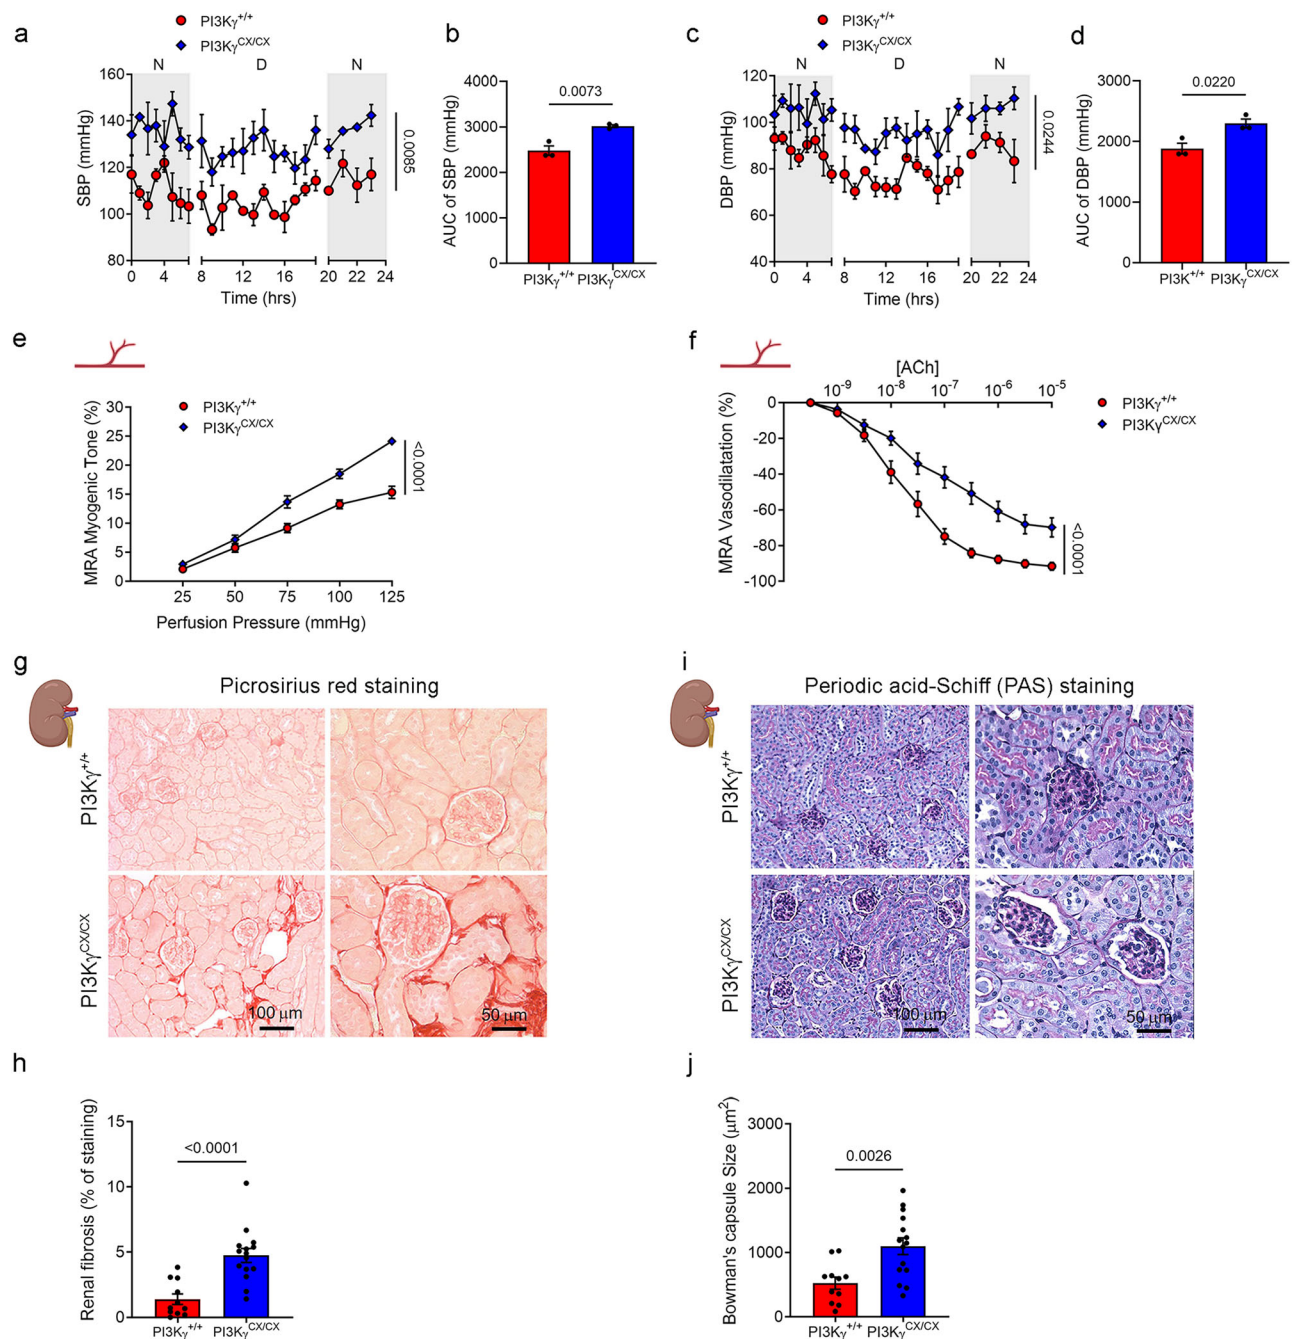 a
PI3Kγ+/+
PI3KγCX/CX
N
D
N
SBP (mmHg)
160
140
120
100
80
0
4
8
12
16
20
22
24
Time (hrs)
0.0085
b
AUC of SBP (mmHg)
4000
3000
2000
1000
0
0.0073
PI3Kγ+/+
PI3KγCX/CX
c
PI3Kγ+/+
PI3KγCX/CX
N
D
N
DBP (mmHg)
120
100
80
60
40
0
4
8
12
16
20
22
24
Time (hrs)
0.0244
d
AUC of DBP (mmHg)
3000
2000
1000
0
0.0220
PI3K+/+
PI3KγCX/CX
e
MRA Myogenic Tone (%)
30
25
20
15
10
5
0
PI3Kγ+/+
PI3KγCX/CX
<0.0001
25
50
75
100
125
Perfusion Pressure (mmHg)
f
[ACh]
10-9
10-8
10-7
10-6
10-5
MRA Vasodilatation (%)
0
-20
-40
-60
-80
-100
PI3Kγ+/+
PI3KγCX/CX
<0.0001
g
Picrosirius red staining
PI3Kγ+/+
PI3KγCX/CX
100 μm
50 μm
i
Periodic acid-Schiff (PAS) staining
PI3Kγ+/+
PI3KγCX/CX
100 μm
50 μm
h
Renal fibrosis (% of staining)
15
10
5
0
<0.0001
PI3Kγ+/+
PI3KγCX/CX
j
Bowman's capsule Size (μm2)
3000
2000
1000
0
0.0026
PI3Kγ+/+
PI3KγCX/CX